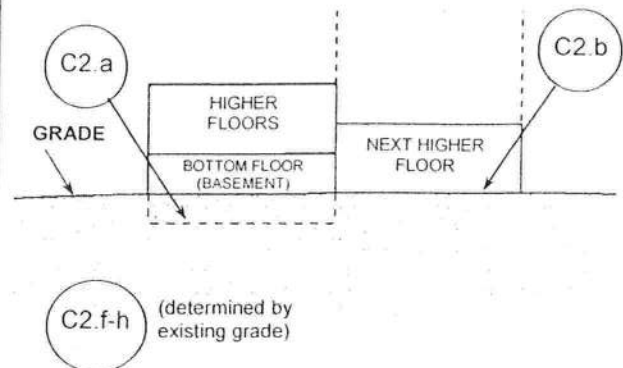 C2.a
C2.b
HIGHER
FLOORS
GRADE
NEXT HIGHER
FLOOR
BOTTOM FLOOR
(BASEMENT)
C2.f-h
(determined by
existing grade)